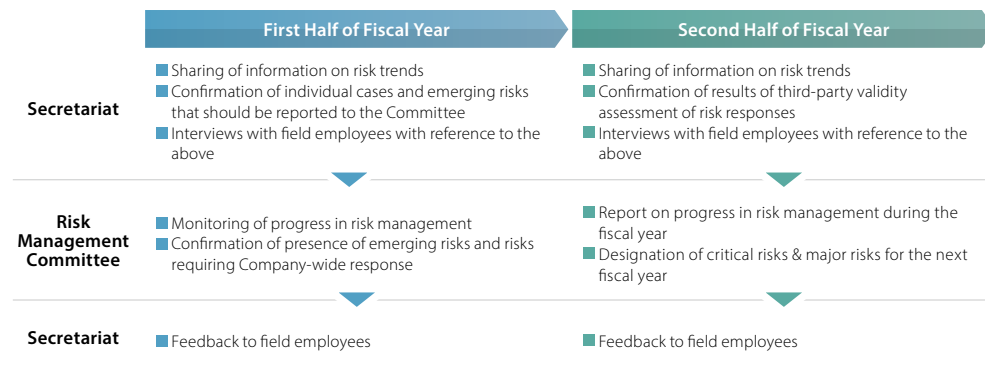 First Half of Fiscal Year
Second Half of Fiscal Year
Secretariat
Sharing of information on risk trends
Confirmation of individual cases and emerging risks
that should be reported to the Committee
Interviews with field employees with reference to the
above
Sharing of information on risk trends
Confirmation of results of third-party validity
assessment of risk responses
Interviews with field employees with reference to the
above
Risk
Management
Committee
Monitoring of progress in risk management
Confirmation of presence of emerging risks and risks
requiring Company-wide response
Report on progress in risk management during the
fiscal year
Designation of critical risks & major risks for the next
fiscal year
Secretariat
Feedback to field employees
Feedback to field employees